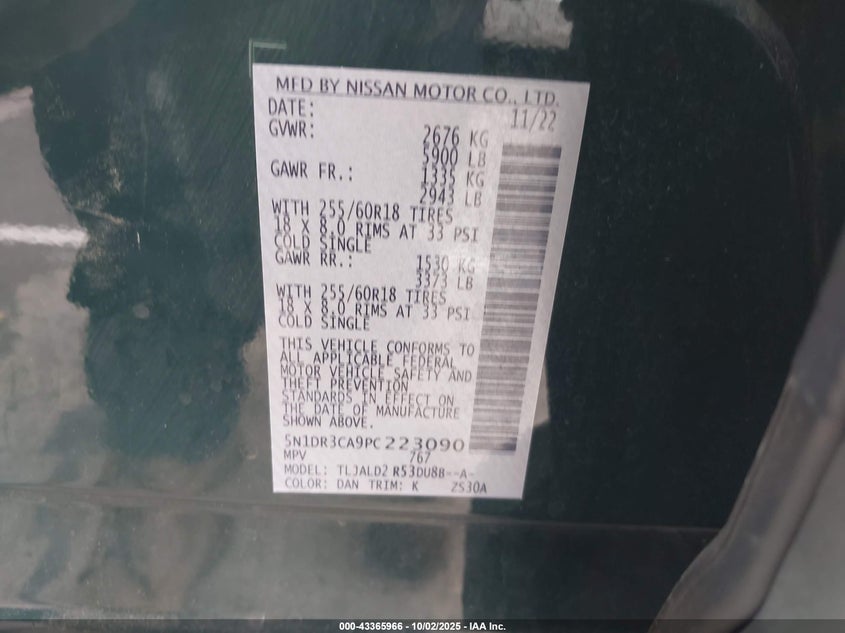 MFD BY NISSAN MOTOR CO., LTD.
DATE: 11/22
GVWR: 2676 KG
5900 LB
GAWR FR.: 1335 KG
2943 LB
WITH 255/60R18 TIRES
18 X 8.0 RIMS AT 33 PSI
COLD SINGLE
GAWR RR.: 1530 KG
3373 LB
WITH 255/60R18 TIRES
18 X 8.0 RIMS AT 33 PSI
COLD SINGLE
THIS VEHICLE CONFORMS TO
ALL APPLICABLE FEDERAL
MOTOR VEHICLE SAFETY AND
THEFT PREVENTION
STANDARDS IN EFFECT ON
THE DATE OF MANUFACTURE
SHOWN ABOVE.
5N1DR3CA9PC223090
MPV 767
MODEL: TLJALD2 R53DU8B--A-
COLOR: DAN TRIM: K ZS30A
000-43365966 - 10/02/2025 - IAA Inc.